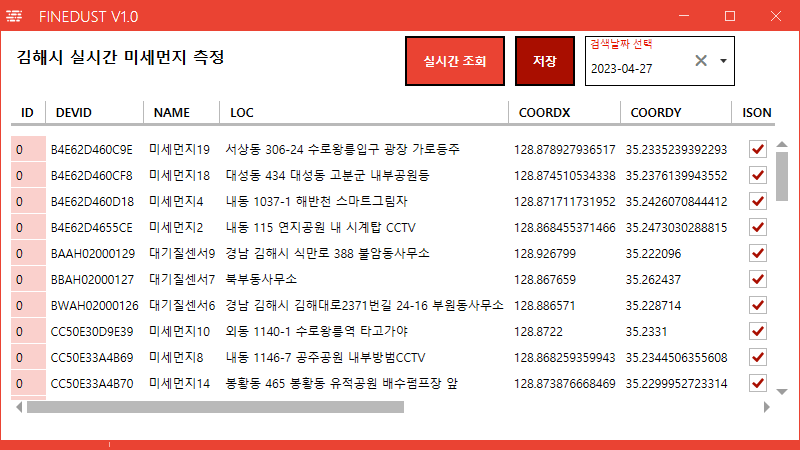 FINEDUST V1.0
김해시 실시간 미세먼지 측정
실시간 조회
저장
검색날짜 선택
2023-04-27
ID DEVID NAME LOC COORDX COORDY ISON
0 B4E62D460C9E 미세먼지19 서상동 306-24 수로왕릉입구 광장 가로등주 128.878927936517 35.2335239392293
0 B4E62D460CF8 미세먼지18 대성동 434 대성동 고분군 내부공원등 128.874510534338 35.2376139943552
0 B4E62D460D18 미세먼지4 내동 1037-1 해반천 스마트그림자 128.871711731952 35.2426070844412
0 B4E62D4655CE 미세먼지2 내동 115 연지공원 내 시계탑 CCTV 128.868455371466 35.2473030288815
0 BAAH02000129 대기질센서9 경남 김해시 식만로 388 불암동사무소 128.926799 35.222096
0 BBAH02000127 대기질센서7 북부동사무소 128.867659 35.262437
0 BWAH02000126 대기질센서6 경남 김해시 김해대로2371번길 24-16 부원동사무소 128.886571 35.228714
0 CC50E30D9E39 미세먼지10 외동 1140-1 수로왕릉역 타고가야 128.8722 35.2331
0 CC50E33A4B69 미세먼지8 내동 1146-7 공주공원 내부방범CCTV 128.868259359943 35.2344506355608
0 CC50E33A4B70 미세먼지14 봉황동 465 봉황동 유적공원 배수펌프장 앞 128.873876668469 35.2299952723314